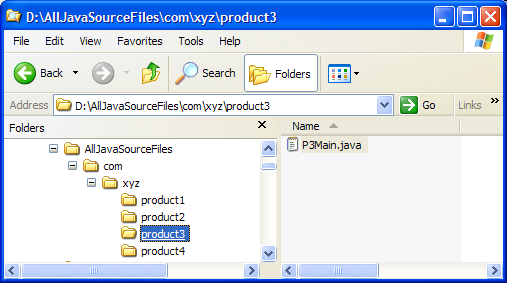 D:\AllJavaSourceFiles\com\xyz\product3
File Edit View Favorites Tools Help
Back Search Folders
Address D:\AllJavaSourceFiles\com\xyz\product3 Go Links »
Folders
Name
AllJavaSourceFiles
P3Main.java
com
xyz
product1
product2
product3
product4